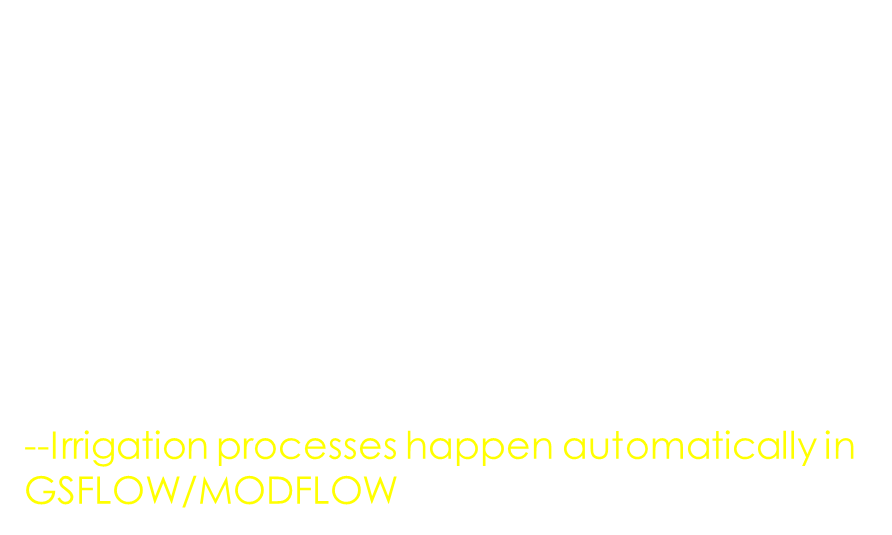 --Irrigation processes happen automatically in
GSFLOW/MODFLOW